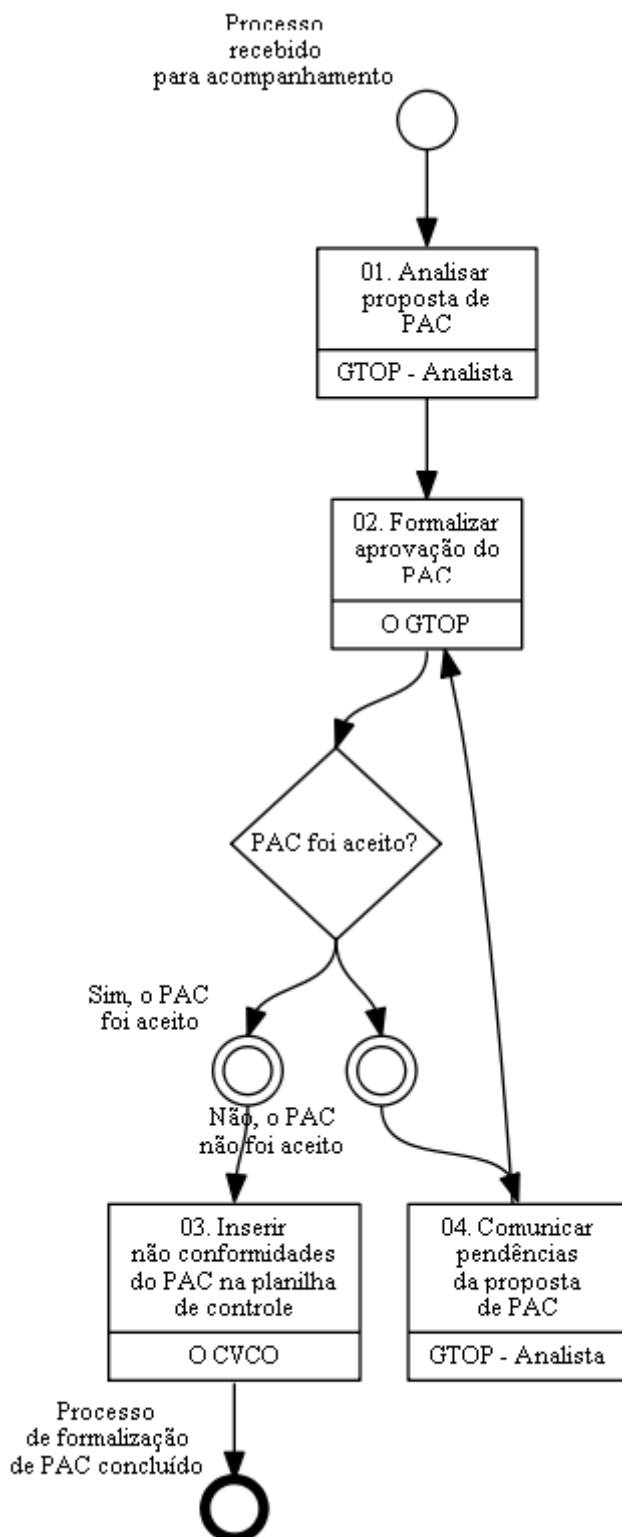 Processo
recebido
para acompanhamento
01. Analisar
proposta de
PAC
GTOP - Analista
02. Formalizar
aprovação do
PAC
O GTOP
PAC foi aceito?
Sim, o PAC
foi aceito
Não, o PAC
não foi aceito
03. Inserir
não conformidades
do PAC na planilha
de controle
O CVCO
04. Comunicar
pendências
da proposta
de PAC
GTOP - Analista
Processo
de formalização
de PAC concluído